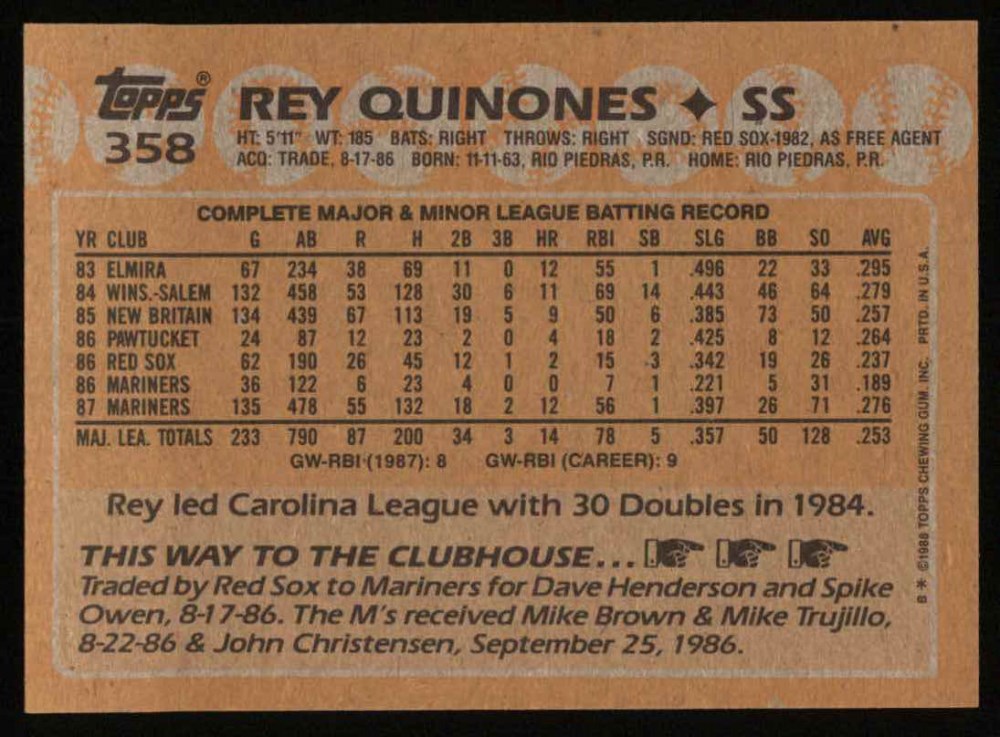 Topps®
358
REY QUINONES ♦ SS
HT: 5'11" WT: 185 BATS: RIGHT THROWS: RIGHT SGND: RED SOX-1982, AS FREE AGENT
ACQ: TRADE, 8-17-86 BORN: 11-11-63, RIO PIEDRAS, P.R. HOME: RIO PIEDRAS, P.R.
COMPLETE MAJOR & MINOR LEAGUE BATTING RECORD
YR CLUB G AB R H 2B 3B HR RBI SB SLG BB SO AVG
83 ELMIRA 67 234 38 69 11 0 12 55 1 .496 22 33 .295
84 WINS.-SALEM 132 458 53 128 30 6 11 69 14 .443 46 64 .279
85 NEW BRITAIN 134 439 67 113 19 5 9 50 6 .385 73 50 .257
86 PAWTUCKET 24 87 12 23 2 0 4 18 2 .425 8 12 .264
86 RED SOX 62 190 26 45 12 1 2 15 3 .342 19 26 .237
86 MARINERS 36 122 6 23 4 0 0 7 1 .221 5 31 .189
87 MARINERS 135 478 55 132 18 2 12 56 1 .397 26 71 .276
MAJ. LEA. TOTALS 233 790 87 200 34 3 14 78 5 .357 50 128 .253
GW-RBI (1987): 8 GW-RBI (CAREER): 9
Rey led Carolina League with 30 Doubles in 1984.
THIS WAY TO THE CLUBHOUSE...
Traded by Red Sox to Mariners for Dave Henderson and Spike
Owen, 8-17-86. The M's received Mike Brown & Mike Trujillo,
8-22-86 & John Christensen, September 25, 1986.
B * ©1988 TOPPS CHEWING GUM, INC. PRTD. IN U.S.A.